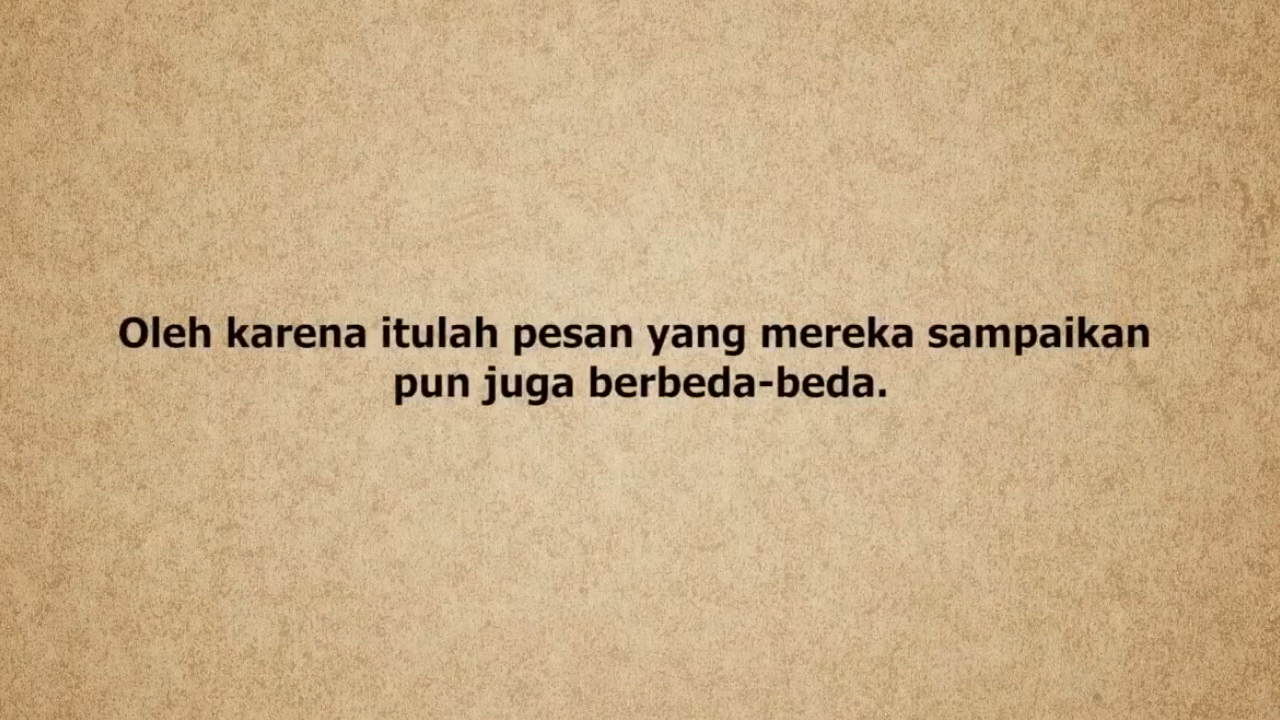 Oleh karena itulah pesan yang mereka sampaikan
pun juga berbeda-beda.